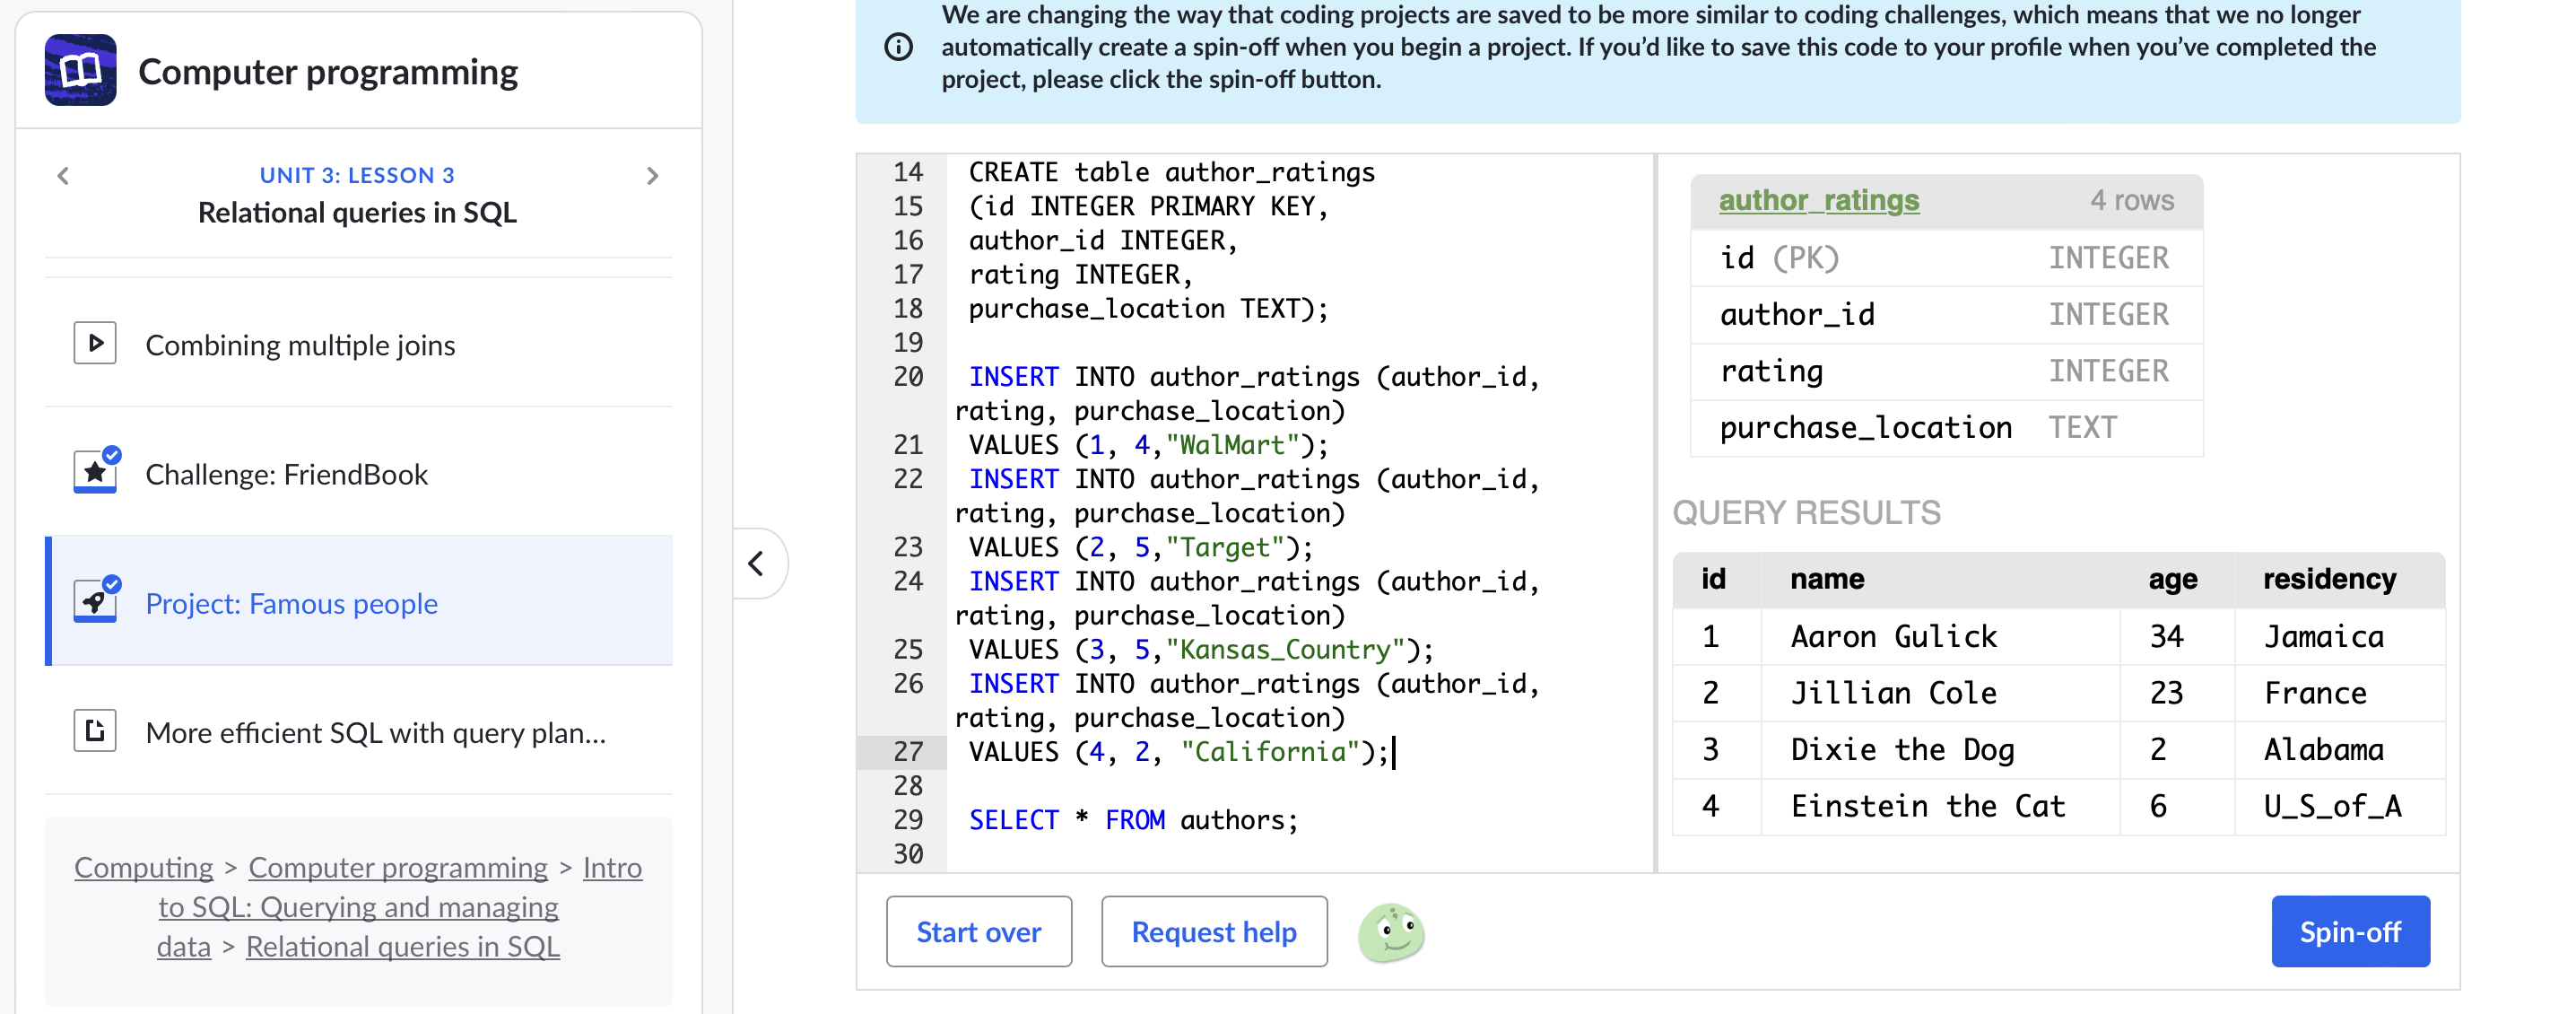 Computer programming
UNIT 3: LESSON 3
Relational queries in SQL
Combining multiple joins
Challenge: FriendBook
Project: Famous people
More efficient SQL with query plan...
Computing > Computer programming > Intro
to SQL: Querying and managing
data > Relational queries in SQL
We are changing the way that coding projects are saved to be more similar to coding challenges, which means that we no longer
automatically create a spin-off when you begin a project. If you’d like to save this code to your profile when you’ve completed the
project, please click the spin-off button.
14 CREATE table author_ratings
15 (id INTEGER PRIMARY KEY,
16 author_id INTEGER,
17 rating INTEGER,
18 purchase_location TEXT);
19
20 INSERT INTO author_ratings (author_id,
rating, purchase_location)
21 VALUES (1, 4,"WalMart");
22 INSERT INTO author_ratings (author_id,
rating, purchase_location)
23 VALUES (2, 5,"Target");
24 INSERT INTO author_ratings (author_id,
rating, purchase_location)
25 VALUES (3, 5,"Kansas_Country");
26 INSERT INTO author_ratings (author_id,
rating, purchase_location)
27 VALUES (4, 2, "California");
28
29 SELECT * FROM authors;
30
author_ratings 4 rows
id (PK) INTEGER
author_id INTEGER
rating INTEGER
purchase_location TEXT
QUERY RESULTS
id name age residency
1 Aaron Gulick 34 Jamaica
2 Jillian Cole 23 France
3 Dixie the Dog 2 Alabama
4 Einstein the Cat 6 U_S_of_A
Start over
Request help
Spin-off